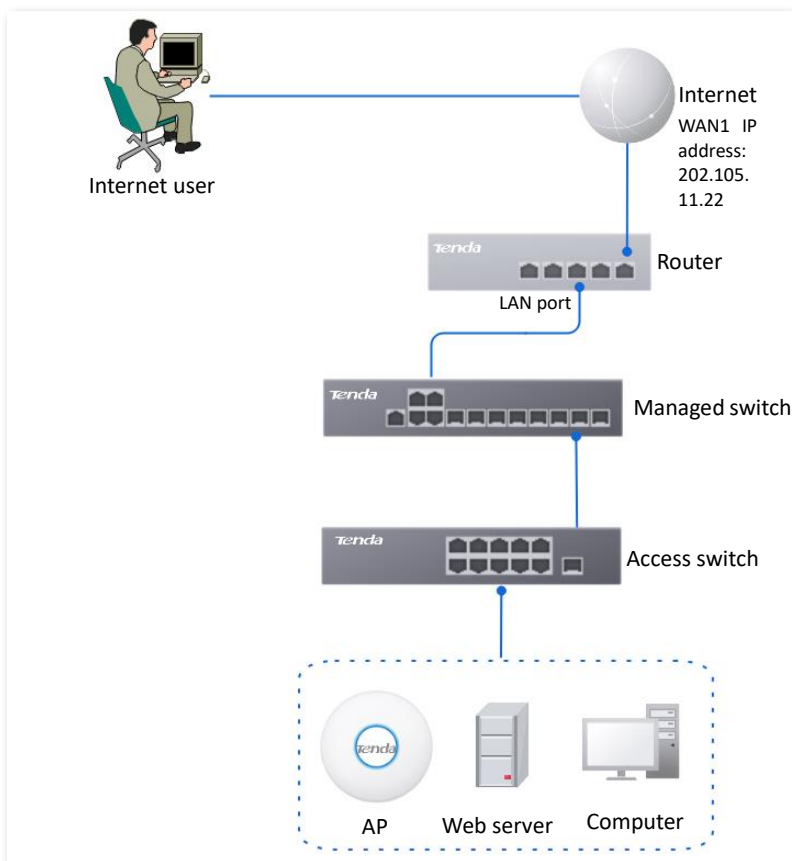 Internet
WAN1 IP
address:
202.105.
11.22
Internet user
Tenda
Router
LAN port
Tenda
Managed switch
Tenda
Access switch
Tenda
AP
Web server
Computer